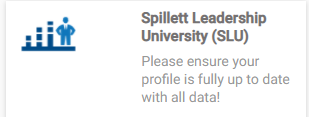 Spillett Leadership
University (SLU)
Please ensure your
profile is fully up to date
with all data!